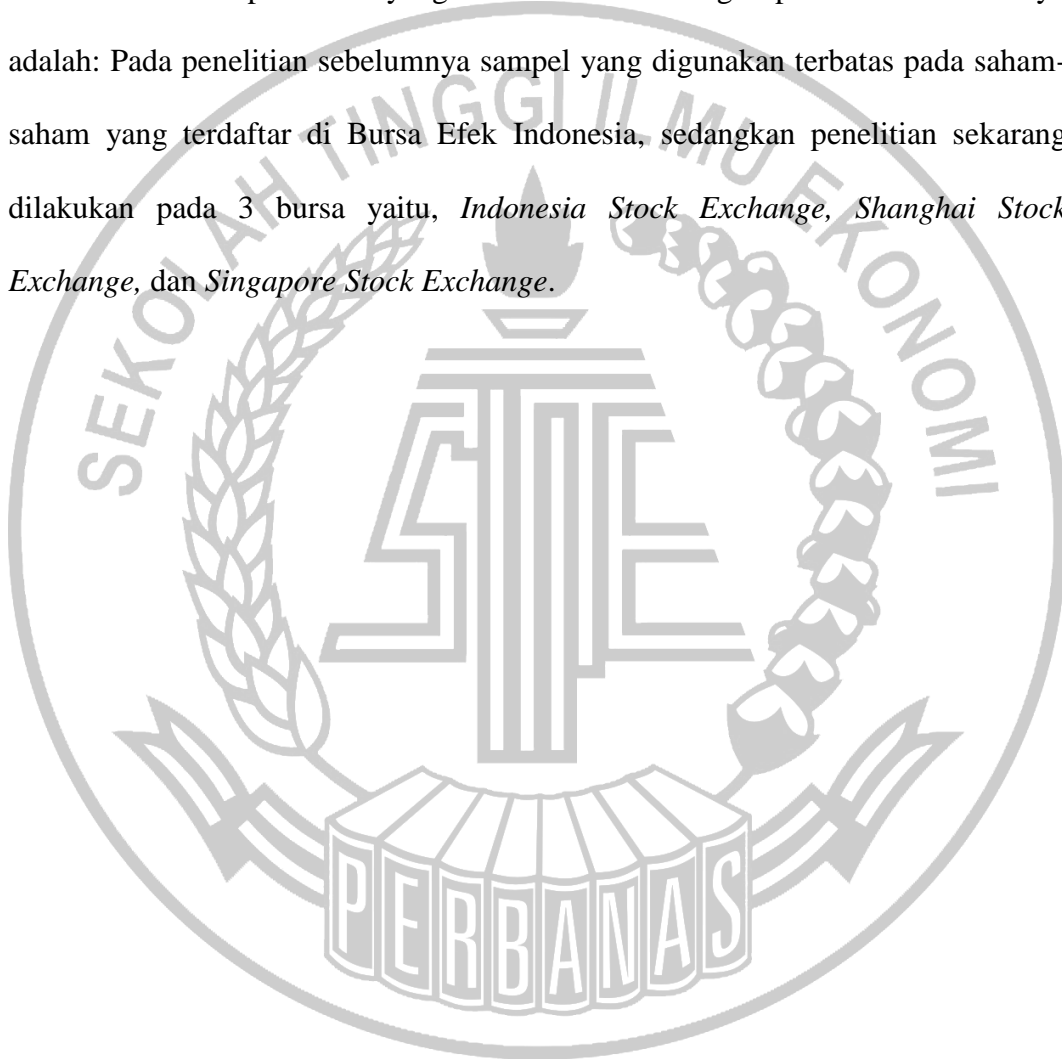 adalah: Pada penelitian sebelumnya sampel yang digunakan terbatas pada saham-
saham yang terdaftar di Bursa Efek Indonesia, sedangkan penelitian sekarang
dilakukan pada 3 bursa yaitu, Indonesia Stock Exchange, Shanghai Stock
Exchange, dan Singapore Stock Exchange.
SEKOLAH TINGGI ILMU EKONOMI
STIE
PERBANAS